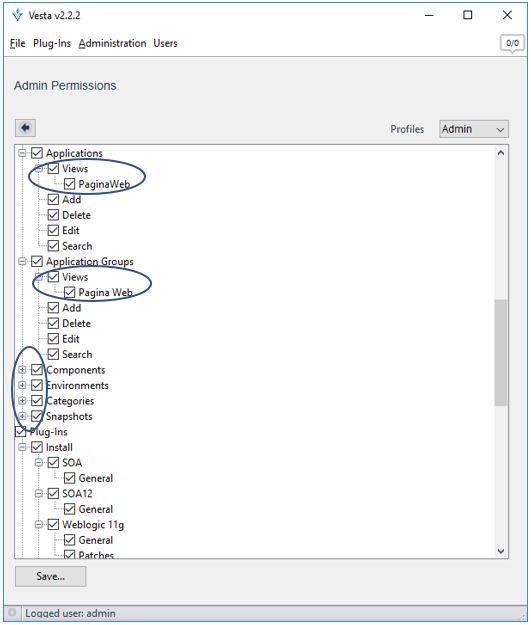 Vesta v2.2.2
File Plug-Ins Administration Users
0/0
Admin Permissions
Profiles Admin
Applications
Views
PaginaWeb
Add
Delete
Edit
Search
Application Groups
Views
Pagina Web
Add
Delete
Edit
Search
Components
Environments
Categories
Snapshots
Plug-Ins
Install
SOA
General
SOA12
General
Weblogic 11g
General
Patches
Save...
Logged user: admin